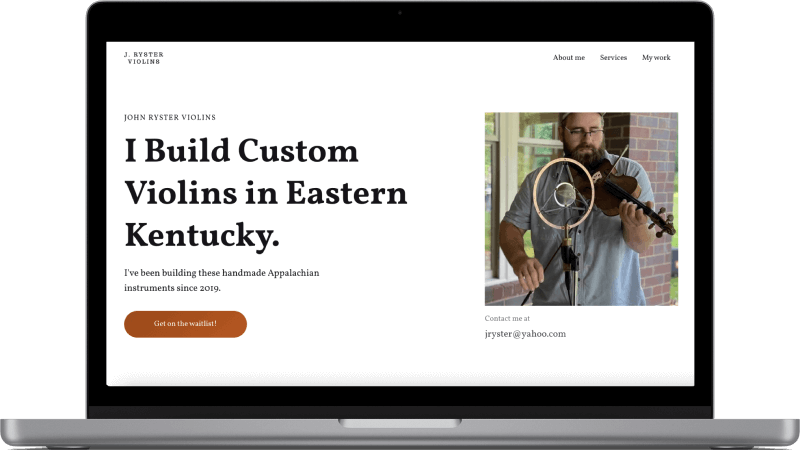 J. RYSTER
VIOLINS
About me
Services
My work
JOHN RYSTER VIOLINS
I Build Custom
Violins in Eastern
Kentucky.
I've been building these handmade Appalachian
instruments since 2019.
Get on the waitlist!
Contact me at
jryster@yahoo.com